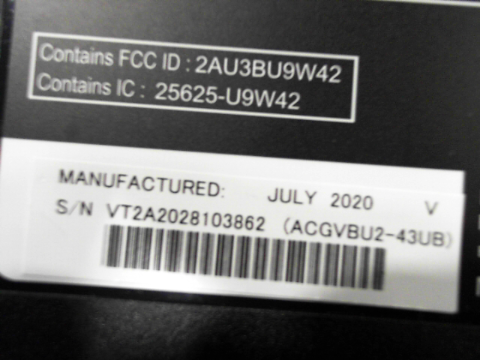 Contains FCC ID : 2AU3BU9W42
Contains IC : 25625-U9W42
MANUFACTURED: JULY 2020 V
S/N VT2A2028103862 (ACGVBU2-43UB)